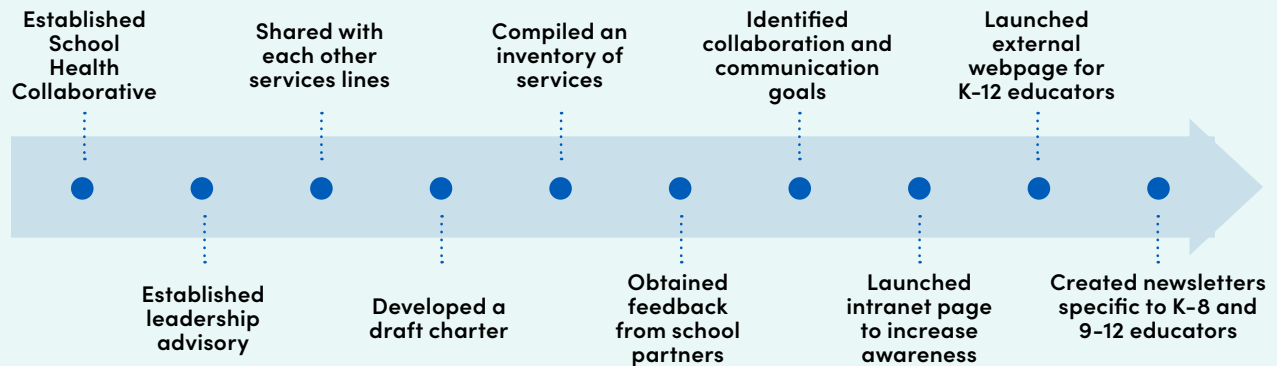 Established
School
Health
Collaborative
Established
leadership
advisory
Shared with
each other
services lines
Developed a
draft charter
Compiled an
inventory of
services
Obtained
feedback
from school
partners
Identified
collaboration and
communication
goals
Launched
intranet page
to increase
awareness
Launched
external
webpage for
K-12 educators
Created newsletters
specific to K-8 and
9-12 educators